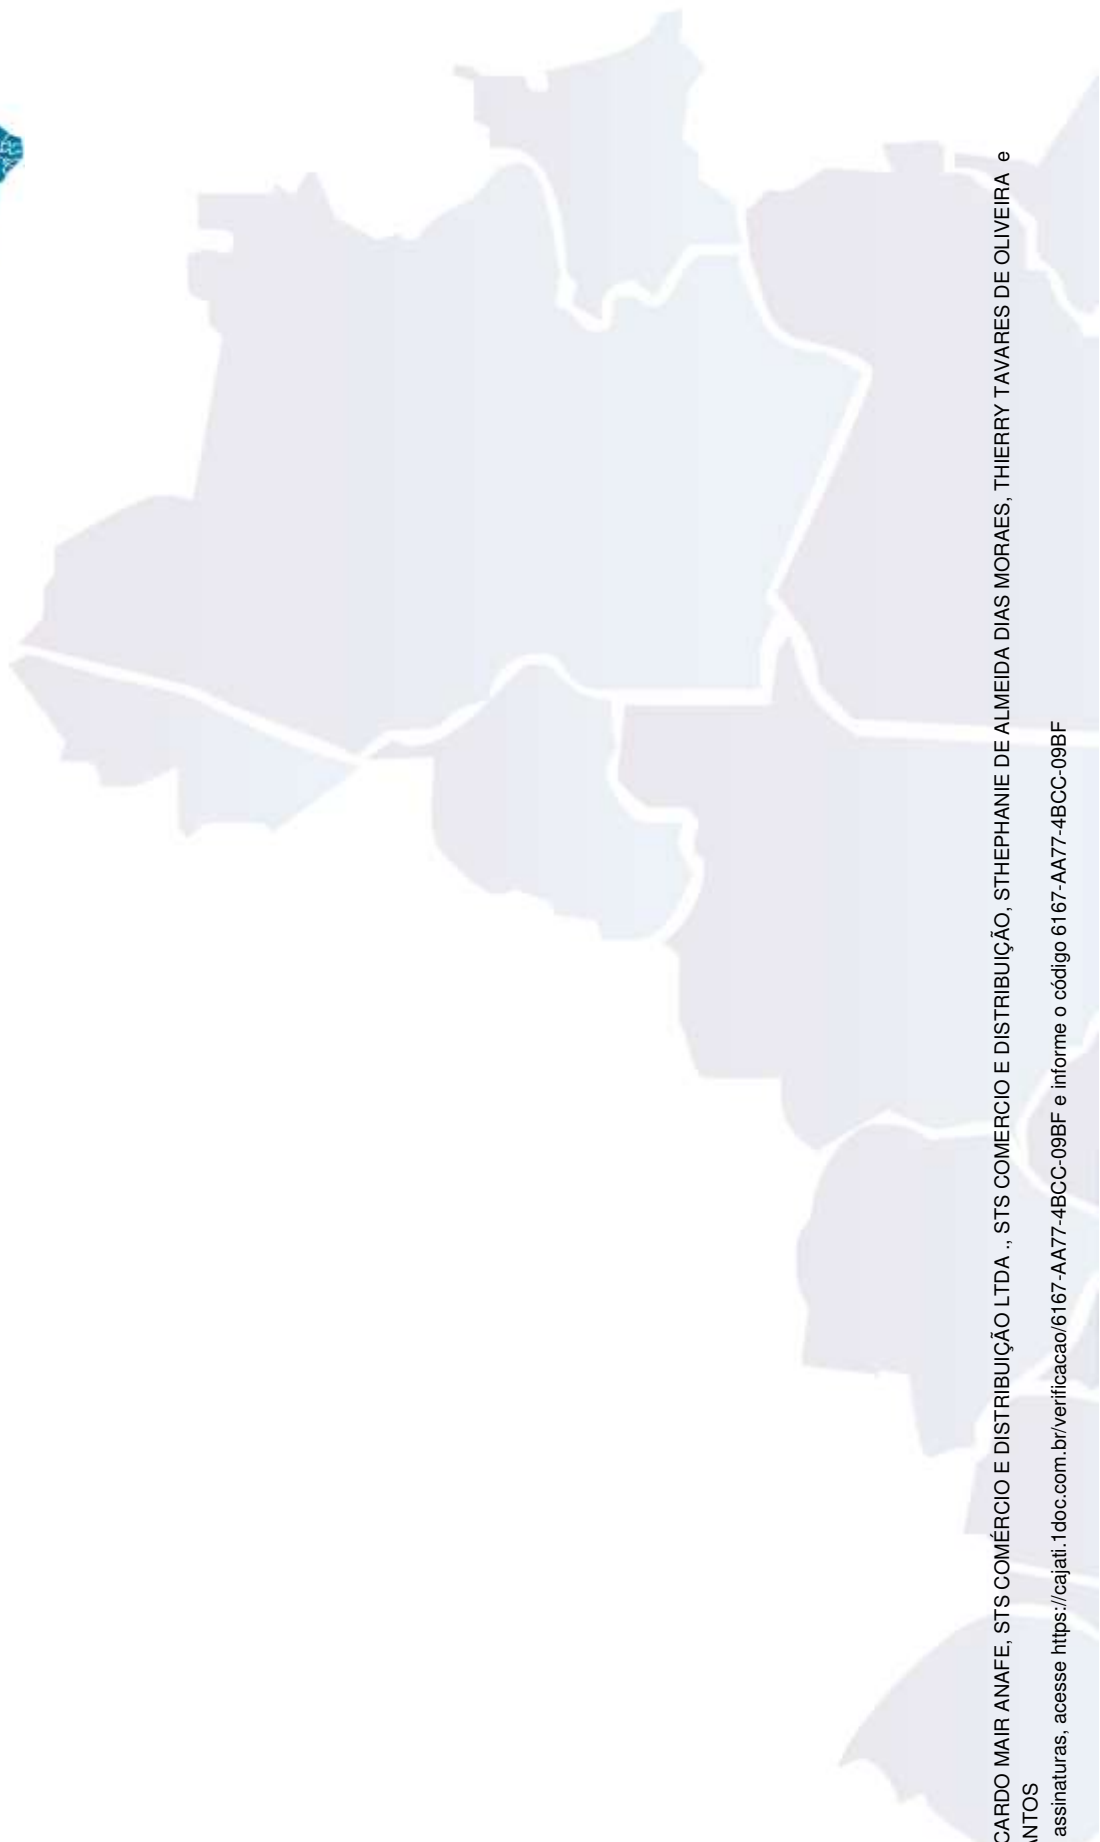 CARDO MAIR ANAFE, STS COMÉRCIO E DISTRIBUIÇÃO LTDA ., STS COMERCIO E DISTRIBUIÇÃO, STHEPHANIE DE ALMEIDA DIAS MORAES, THIERRY TAVARES DE OLIVEIRA e
ANTOS
assinaturas, acesse https://cajati.1doc.com.br/verificacao/6167-AA77-4BCC-09BF e informe o código 6167-AA77-4BCC-09BF